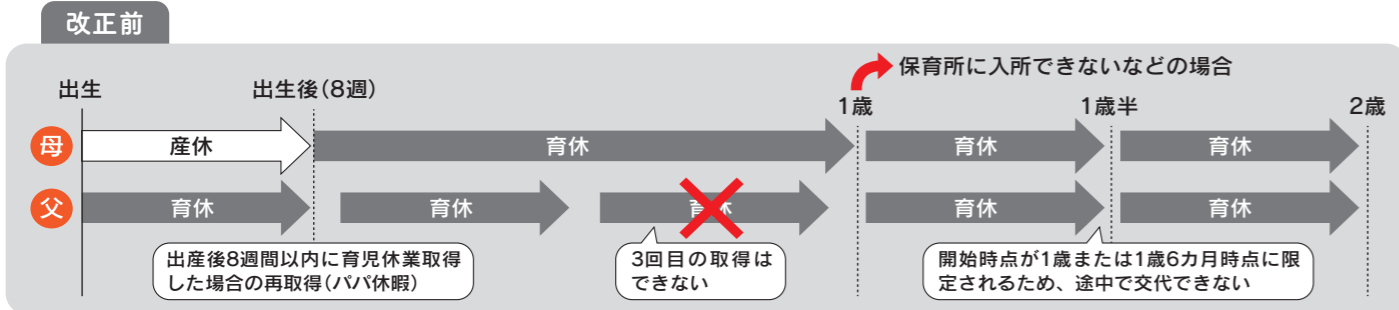 改正前
保育所に入所できないなどの場合
出生
出生後(8週)
1歳
1歳半
2歳
母
産休
育休
育休
育休
父
育休
育休
育休
育休
育休
出産後8週間以内に育児休業取得
した場合の再取得(パパ休暇)
3回目の取得は
できない
開始時点が1歳または1歳6カ月時点に限
定されるため、途中で交代できない